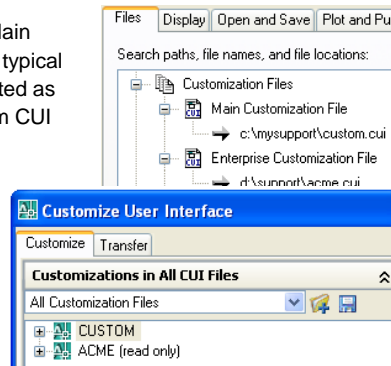 lain
typical
ted as
m CUI
Files Display Open and Save Plot and Pu
Search paths, file names, and file locations:
Customization Files
CUI Main Customization File
c:\mysupport\custom.cui
CUI Enterprise Customization File
d:\support\acme.cui
Customize User Interface
Customize Transfer
Customizations in All CUI Files
All Customization Files
CUSTOM
ACME (read only)